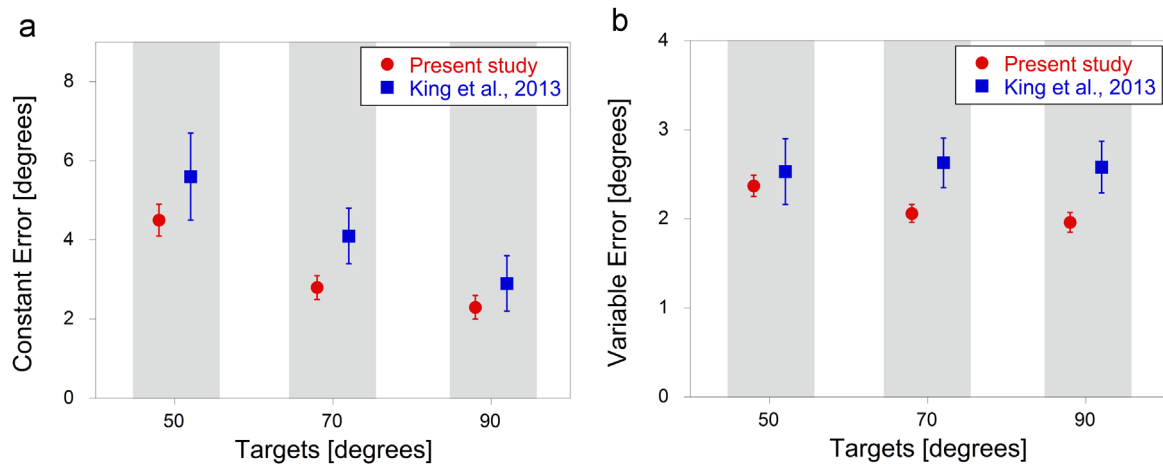 a
Present study
King et al., 2013
Constant Error [degrees]
8
6
4
2
0
50 70 90
Targets [degrees]
b
Present study
King et al., 2013
Variable Error [degrees]
4
3
2
1
0
50 70 90
Targets [degrees]